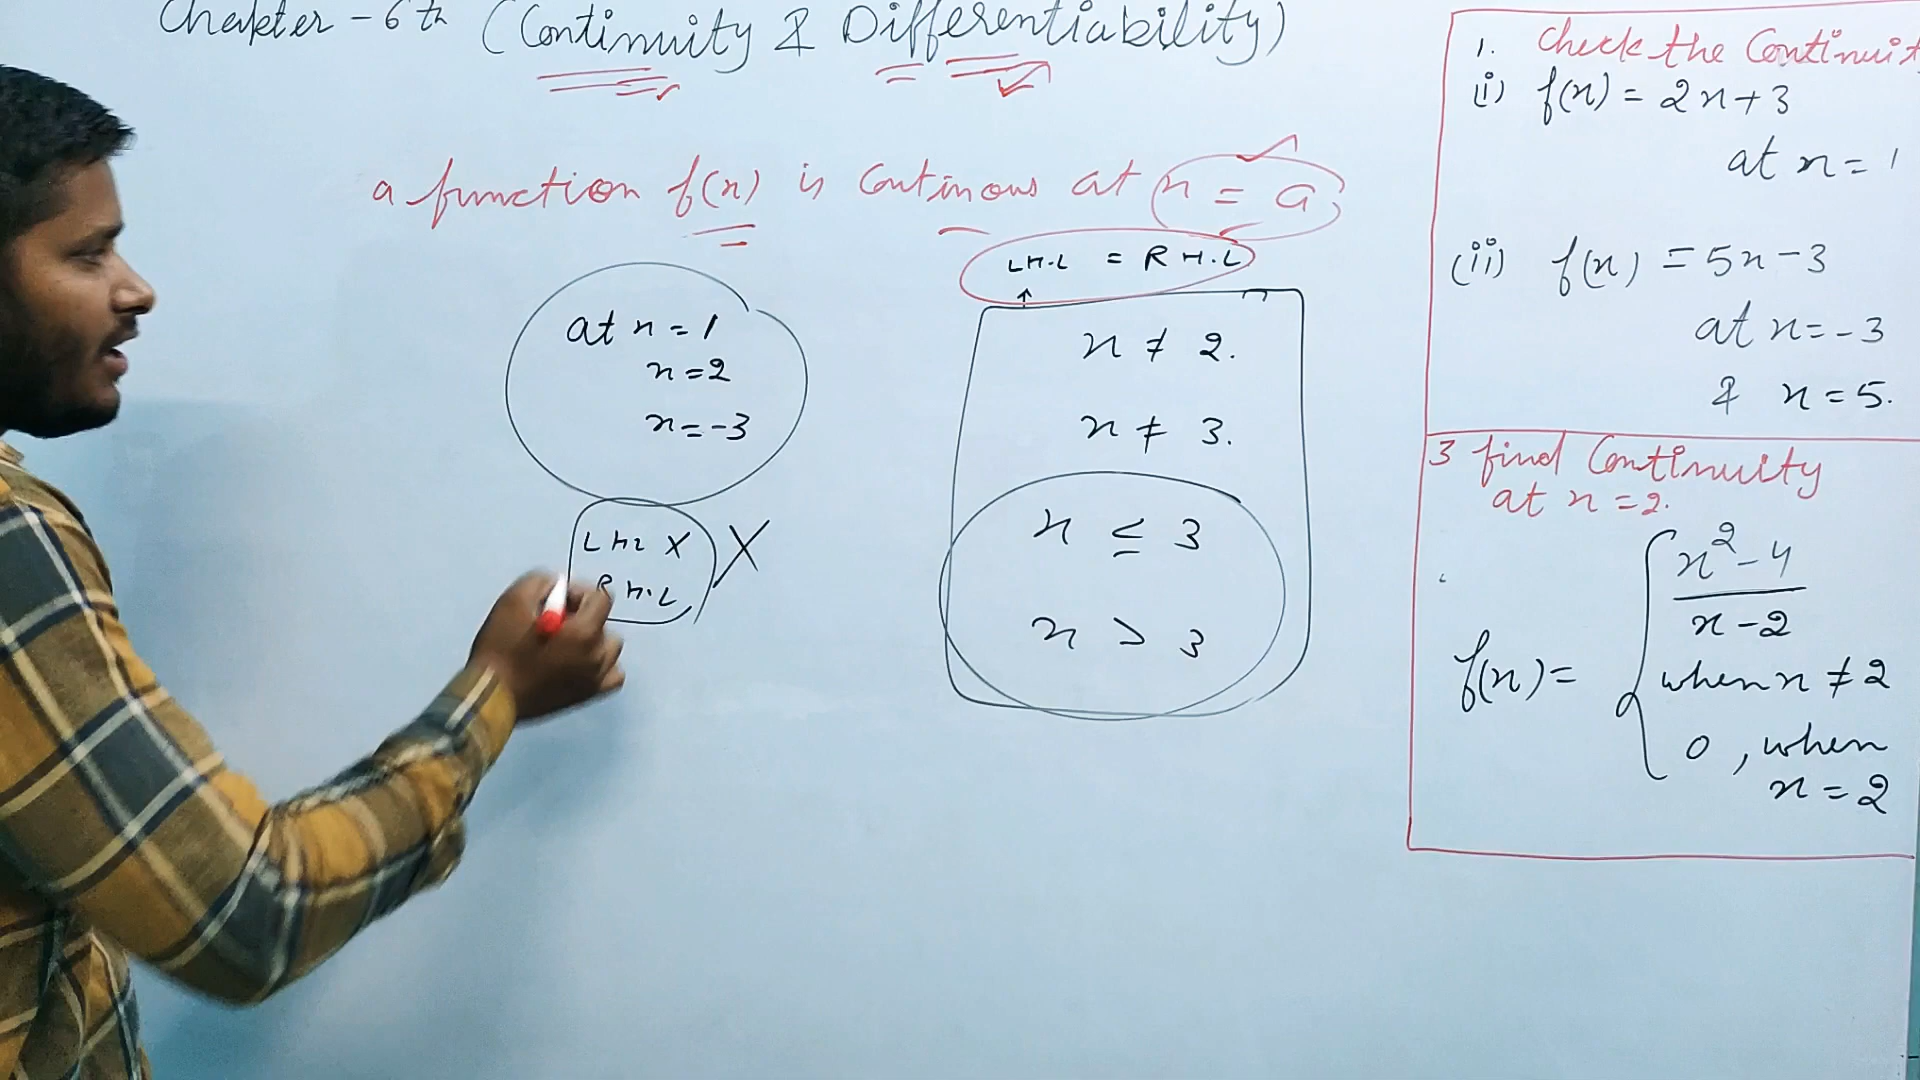 Chapter - 6th (Continuity & Differentiability)
a function f(x) is Continous at x = a
L H.L = R H.L
at x = 1
x = 2
x = -3
L H L X
R H.L
X
x ≠ 2.
x ≠ 3.
x ≤ 3
x > 3
1. Check the Continuit
(i) f(x) = 2x+3
at x = 1
(ii) f(x) = 5x-3
at x = -3
& x = 5.
3 find Continuity
at x = 2.
x²-4
x-2
f(x) =
when x ≠ 2
0, when
x = 2